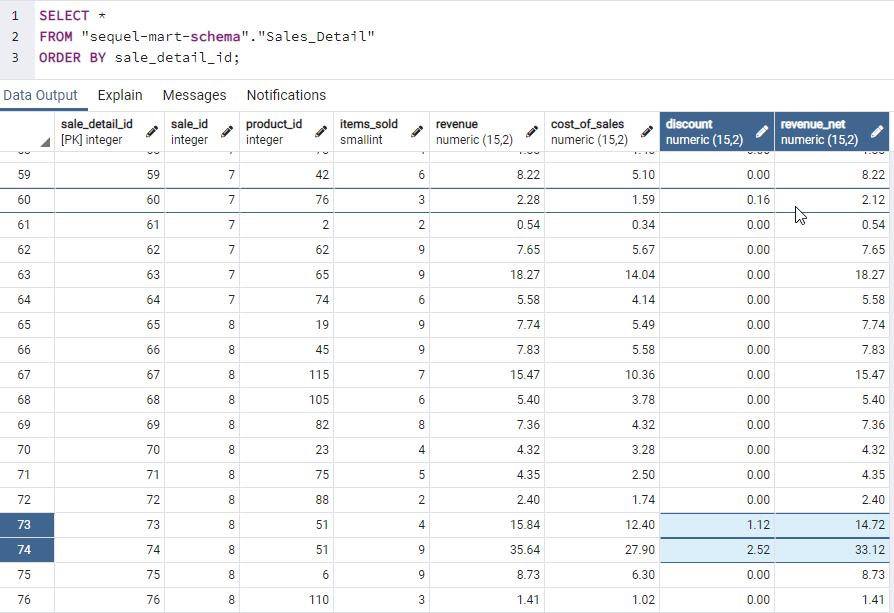 1 SELECT *
2 FROM "sequel-mart-schema"."Sales_Detail"
3 ORDER BY sale_detail_id;
Data Output Explain Messages Notifications
sale_detail_id sale_id product_id items_sold revenue cost_of_sales discount revenue_net
[PK] integer integer integer smallint numeric (15,2) numeric (15,2) numeric (15,2) numeric (15,2)
59 59 7 42 6 8.22 5.10 0.00 8.22
60 60 7 76 3 2.28 1.59 0.16 2.12
61 61 7 2 2 0.54 0.34 0.00 0.54
62 62 7 62 9 7.65 5.67 0.00 7.65
63 63 7 65 9 18.27 14.04 0.00 18.27
64 64 7 74 6 5.58 4.14 0.00 5.58
65 65 8 19 9 7.74 5.49 0.00 7.74
66 66 8 45 9 7.83 5.58 0.00 7.83
67 67 8 115 7 15.47 10.36 0.00 15.47
68 68 8 105 6 5.40 3.78 0.00 5.40
69 69 8 82 8 7.36 4.32 0.00 7.36
70 70 8 23 4 4.32 3.28 0.00 4.32
71 71 8 75 5 4.35 2.50 0.00 4.35
72 72 8 88 2 2.40 1.74 0.00 2.40
73 73 8 51 4 15.84 12.40 1.12 14.72
74 74 8 51 9 35.64 27.90 2.52 33.12
75 75 8 6 9 8.73 6.30 0.00 8.73
76 76 8 110 3 1.41 1.02 0.00 1.41